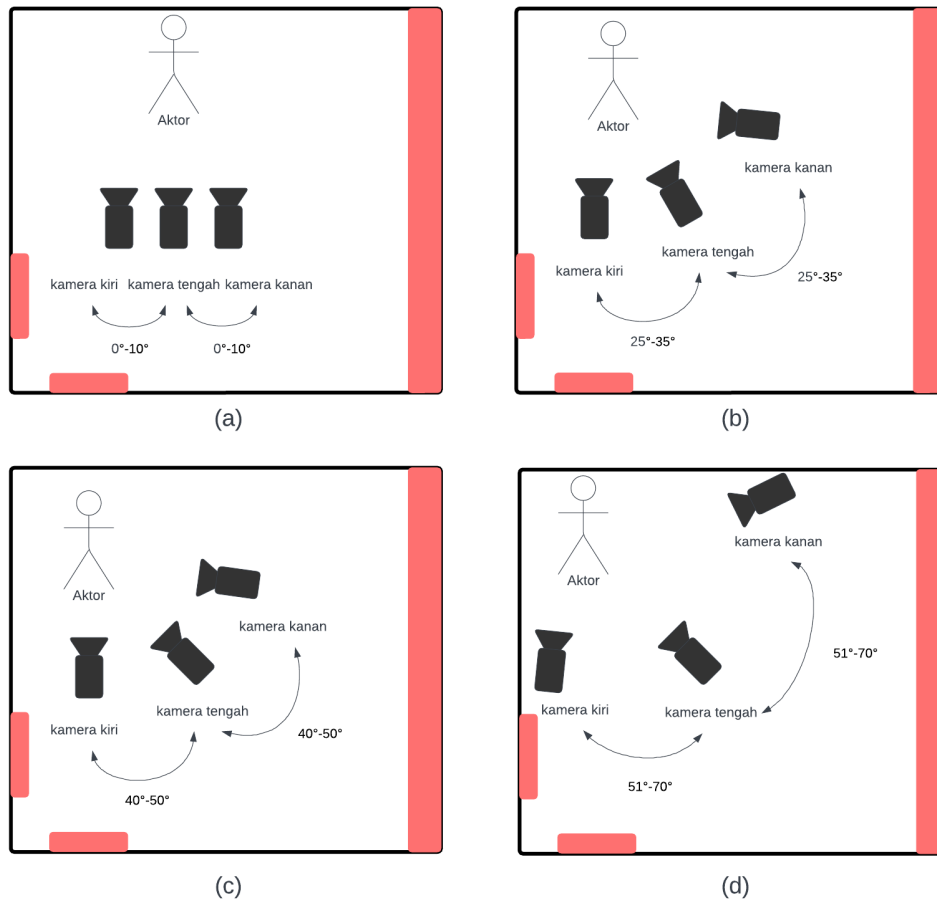 Aktor
kamera kiri kamera tengah kamera kanan
0°-10° 0°-10°
(a)
Aktor
kamera kanan
kamera tengah
kamera kiri
25°-35°
25°-35°
(b)
Aktor
kamera kanan
kamera tengah
kamera kiri
40°-50°
40°-50°
(c)
kamera kanan
Aktor
51°-70°
kamera kiri
kamera tengah
51°-70°
(d)